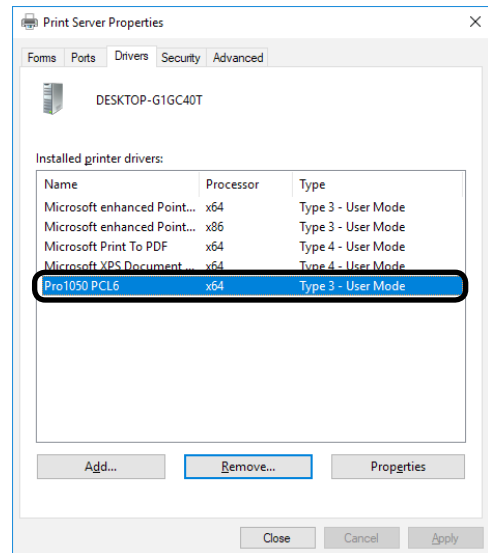 Print Server Properties
Forms Ports Drivers Security Advanced
DESKTOP-G1GC40T
Installed printer drivers:
Name Processor Type
Microsoft enhanced Point... x64 Type 3 - User Mode
Microsoft enhanced Point... x86 Type 3 - User Mode
Microsoft Print To PDF x64 Type 4 - User Mode
Microsoft XPS Document ... x64 Type 4 - User Mode
Pro1050 PCL6 x64 Type 3 - User Mode
Add... Remove... Properties
Close Cancel Apply